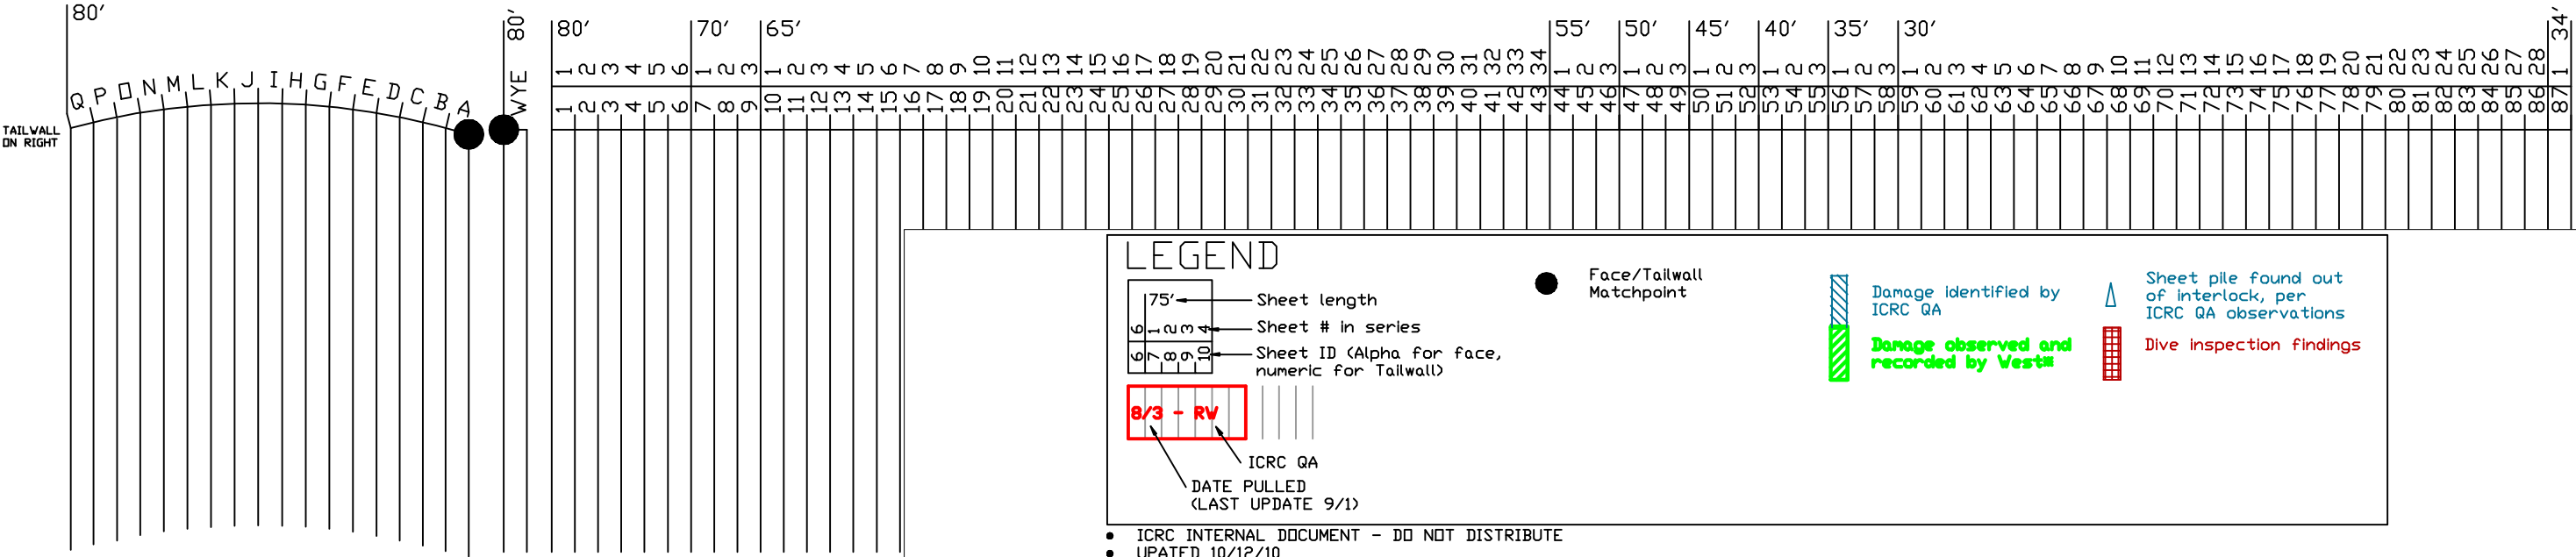 80' 80' 80' 70' 65' 55' 50' 45' 40' 35' 30' 34'
Q P O N M L K J I H G F E D C B A WYE
1 2 3 4 5 6 1 2 3 1 2 3 4 5 6 7 8 9 10 11 12 13 14 15 16 17 18 19 20 21 22 23 24 25 26 27 28 29 30 31 32 33 34 1 2 3 1 2 3 1 2 3 1 2 3 1 2 3 1 2 3 4 5 6 7 8 9 10 11 12 13 14 15 16 17 18 19 20 21 22 23 24 25 26 27 28 1
1 2 3 4 5 6 7 8 9 10 11 12 13 14 15 16 17 18 19 20 21 22 23 24 25 26 27 28 29 30 31 32 33 34 35 36 37 38 39 40 41 42 43 44 45 46 47 48 49 50 51 52 53 54 55 56 57 58 59 60 61 62 63 64 65 66 67 68 69 70 71 72 73 74 75 76 77 78 79 80 81 82 83 84 85 86 87
TAILWALL
ON RIGHT
LEGEND
75'
Sheet length
6 1 2 3 4
Sheet # in series
6 7 8 9 10
Sheet ID (Alpha for face,
numeric for Tailwall)
8/3 - RW
ICRC QA
DATE PULLED
(LAST UPDATE 9/1)
Face/Tailwall
Matchpoint
Damage identified by
ICRC QA
Damage observed and
recorded by West*
Sheet pile found out
of interlock, per
ICRC QA observations
Dive inspection findings
• ICRC INTERNAL DOCUMENT - DO NOT DISTRIBUTE
• UPATED 10/12/10